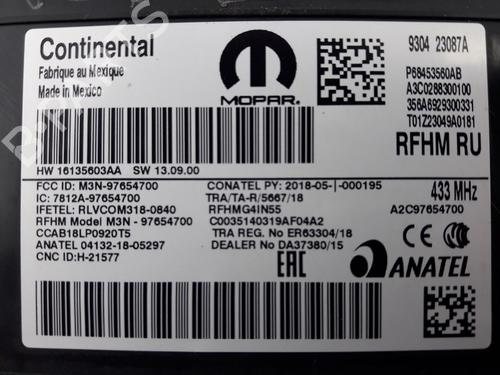 Continental
Fabrique au Mexique
Made in Mexico
MOPAR
9304 23087A
P68453560AB
A3C0288300100
356A6929300331
T01Z23049A0181
RFHM RU
HW 16135603AA SW 13.09.00
FCC ID: M3N-97654700
IC: 7812A-97654700
IFETEL: RLVCOM318-0840
RFHM Model M3N - 97654700
CCAB18LP0920T5
ANATEL 04132-18-05297
CNC ID:H-21577
CONATEL PY: 2018-05-I-000195
TRA/TA-R/5667/18
RFHMG4IN55
C0035140319AF04A2
TRA REG. No ER63304/18
DEALER No DA37380/15
433 MHz
A2C97654700
EAC
ANATEL